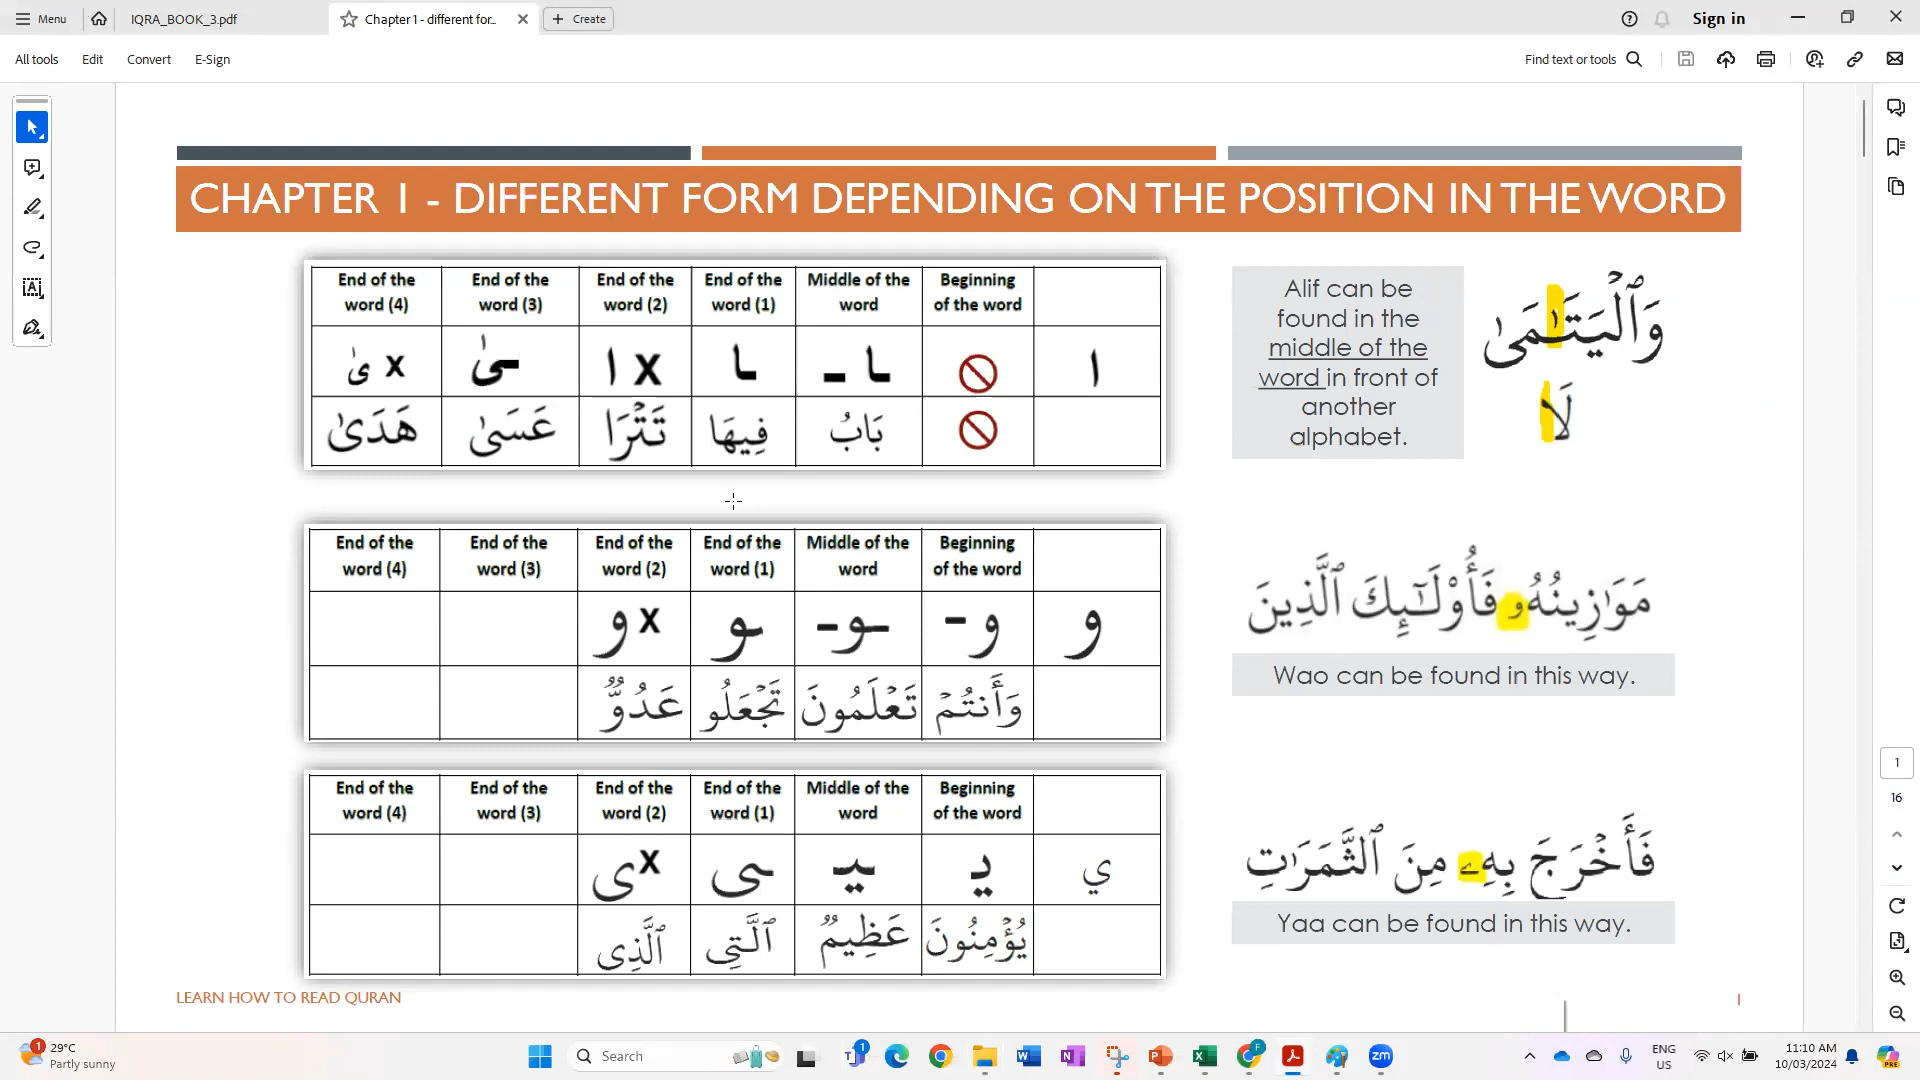 Menu
IQRA_BOOK_3.pdf
Chapter 1 - different for...
Create
Sign in
All tools
Edit
Convert
E-Sign
Find text or tools
CHAPTER 1 - DIFFERENT FORM DEPENDING ON THE POSITION IN THE WORD
End of the word (4) End of the word (3) End of the word (2) End of the word (1) Middle of the word Beginning of the word
ىٰ x ـىٰ ا x ـا ـا ـ ا
هَدَىٰ عَسَىٰ تَتْرَا فِيهَا بَابُ
Alif can be
found in the
middle of the
word in front of
another
alphabet.
وَٱلْيَتَـٰمَىٰ
لَا
End of the word (4) End of the word (3) End of the word (2) End of the word (1) Middle of the word Beginning of the word
و x ـو ـوـ وـ و
عَدُوٌّ تَجْعَلُو تَعْلَمُونَ وَأَنتُمْ
مَوَٰزِينُهُۥ فَأُو۟لَـٰٓئِكَ ٱلَّذِينَ
Wao can be found in this way.
End of the word (4) End of the word (3) End of the word (2) End of the word (1) Middle of the word Beginning of the word
ى x ـى ـيـ يـ ي
ٱلَّذِى ٱلَّتِى عَظِيمٌ يُؤْمِنُونَ
فَأَخْرَجَ بِهِۦ مِنَ ٱلثَّمَرَٰتِ
Yaa can be found in this way.
LEARN HOW TO READ QURAN
1
1
16
29°C
Partly sunny
Search
ENG
US
11:10 AM
10/03/2024